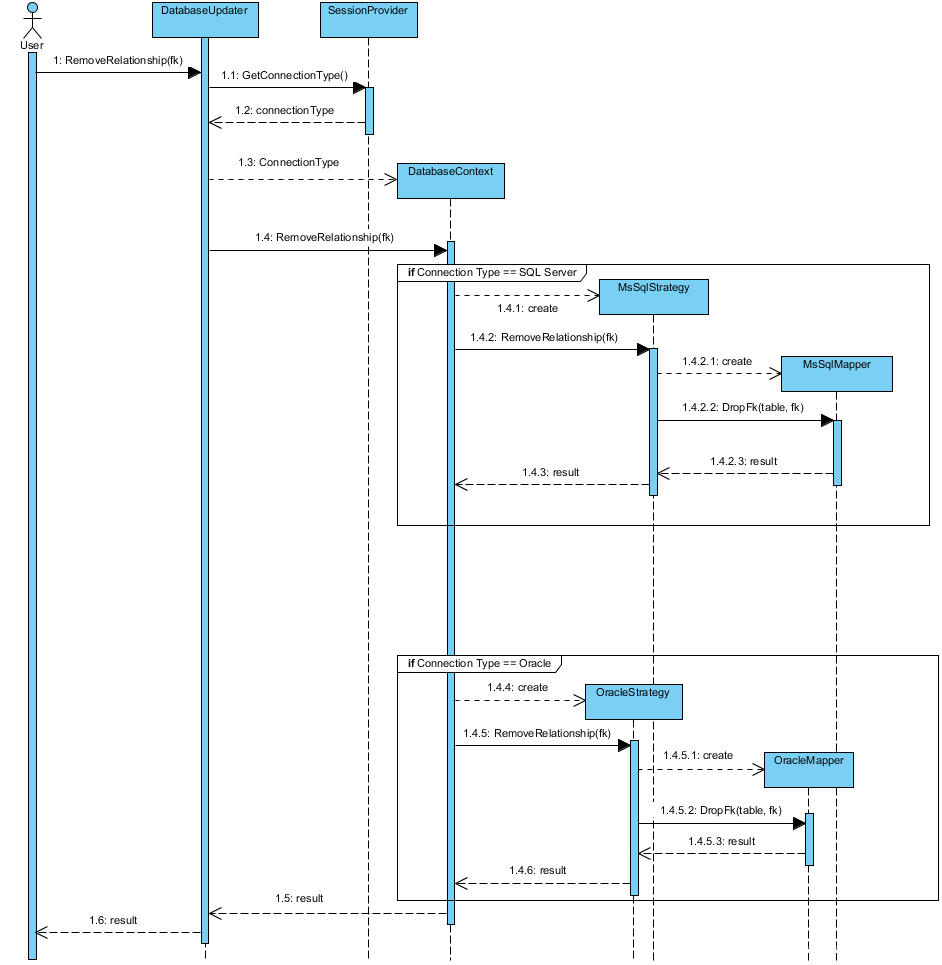 DatabaseUpdater
SessionProvider
User
1: RemoveRelationship(fk)
1.1: GetConnectionType()
1.2: connectionType
1.3: ConnectionType
DatabaseContext
1.4: RemoveRelationship(fk)
if Connection Type == SQL Server
MsSqlStrategy
1.4.1: create
1.4.2: RemoveRelationship(fk)
1.4.2.1: create
MsSqlMapper
1.4.2.2: DropFk(table, fk)
1.4.2.3: result
1.4.3: result
if Connection Type == Oracle
1.4.4: create
OracleStrategy
1.4.5: RemoveRelationship(fk)
1.4.5.1: create
OracleMapper
1.4.5.2: DropFk(table, fk)
1.4.5.3: result
1.4.6: result
1.5: result
1.6: result